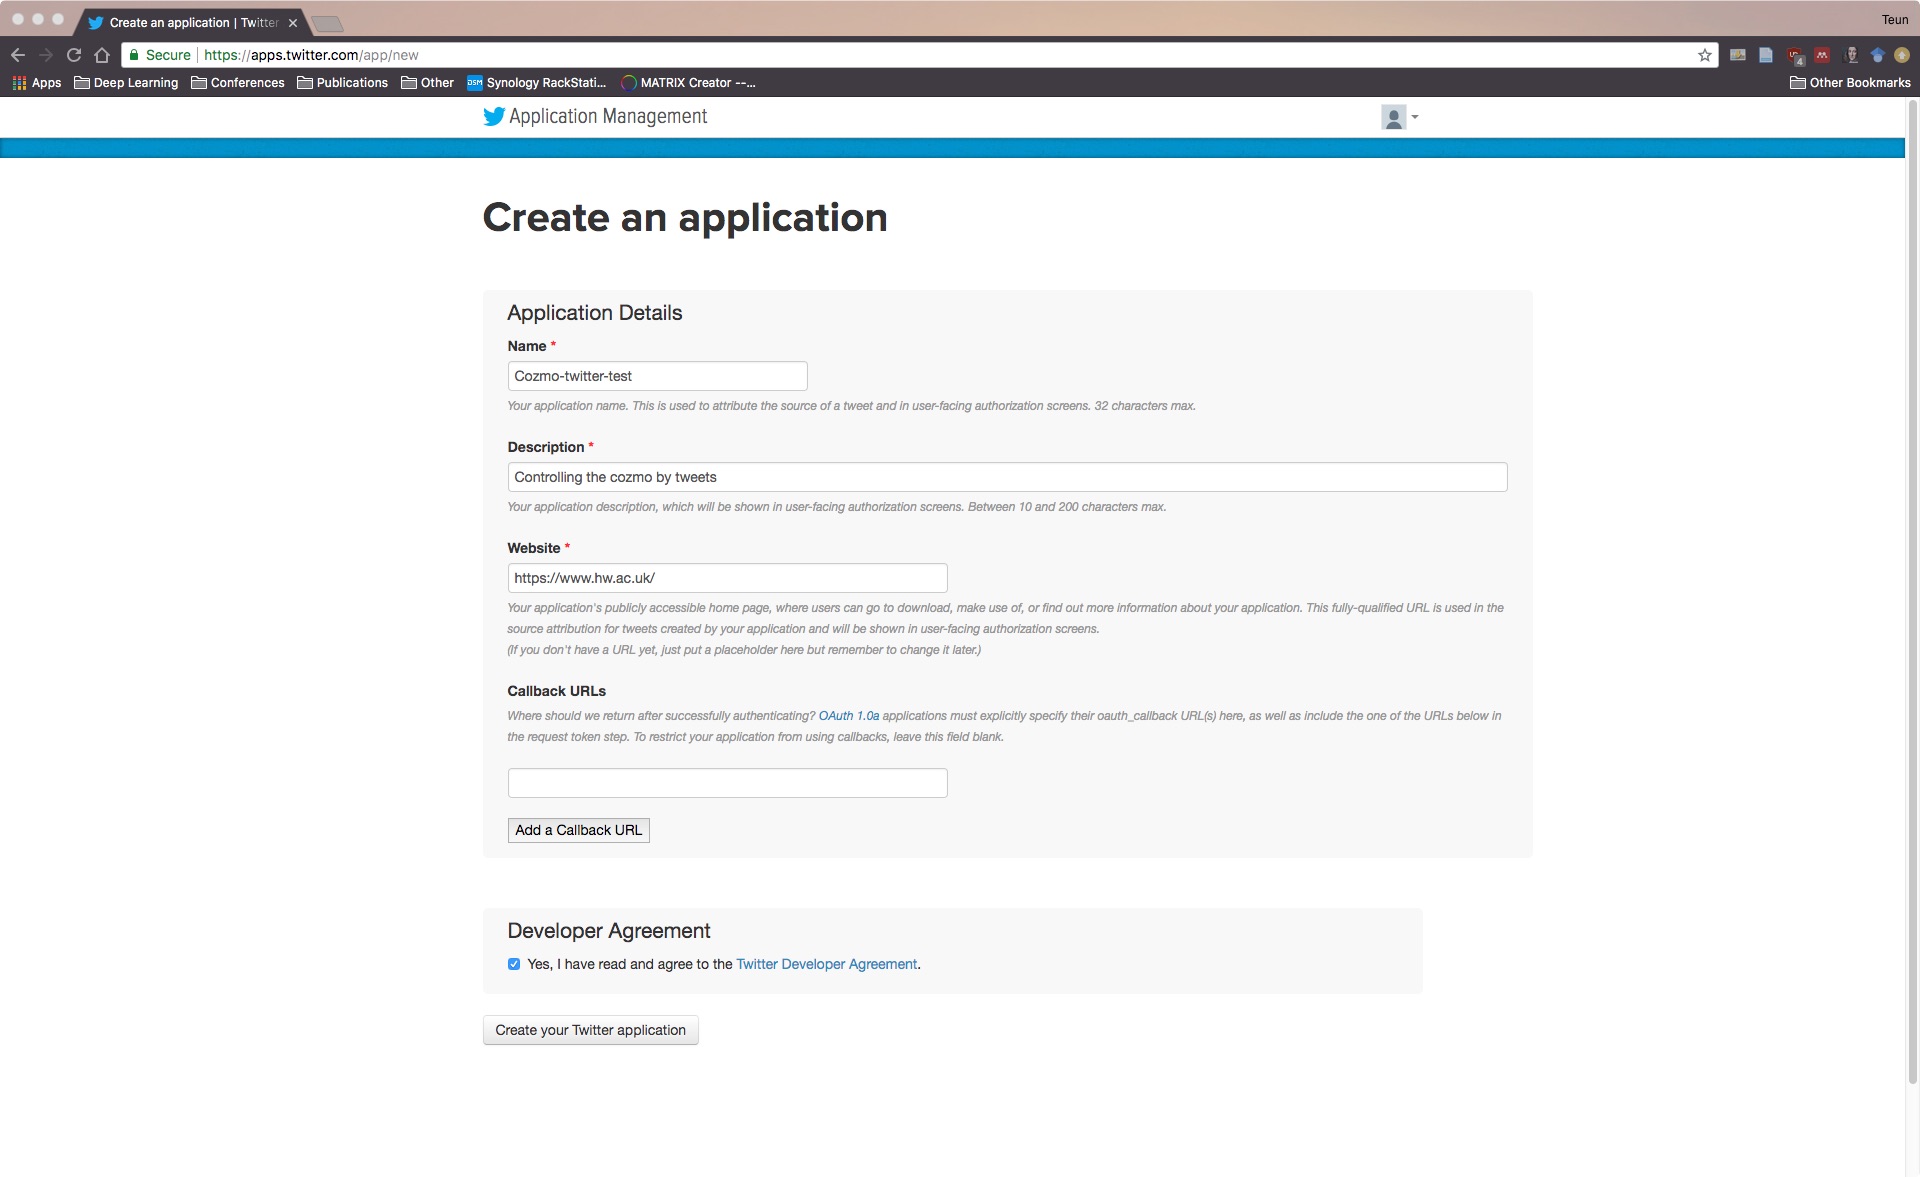 Create an application | Twitter
Teun
Secure https://apps.twitter.com/app/new
4
Apps Deep Learning Conferences Publications Other DSM Synology RackStati... MATRIX Creator --... Other Bookmarks
Application Management
Create an application
Application Details
Name *
Cozmo-twitter-test
Your application name. This is used to attribute the source of a tweet and in user-facing authorization screens. 32 characters max.
Description *
Controlling the cozmo by tweets
Your application description, which will be shown in user-facing authorization screens. Between 10 and 200 characters max.
Website *
https://www.hw.ac.uk/
Your application's publicly accessible home page, where users can go to download, make use of, or find out more information about your application. This fully-qualified URL is used in the
source attribution for tweets created by your application and will be shown in user-facing authorization screens.
(If you don't have a URL yet, just put a placeholder here but remember to change it later.)
Callback URLs
Where should we return after successfully authenticating? OAuth 1.0a applications must explicitly specify their oauth_callback URL(s) here, as well as include the one of the URLs below in
the request token step. To restrict your application from using callbacks, leave this field blank.
Add a Callback URL
Developer Agreement
Yes, I have read and agree to the Twitter Developer Agreement.
Create your Twitter application